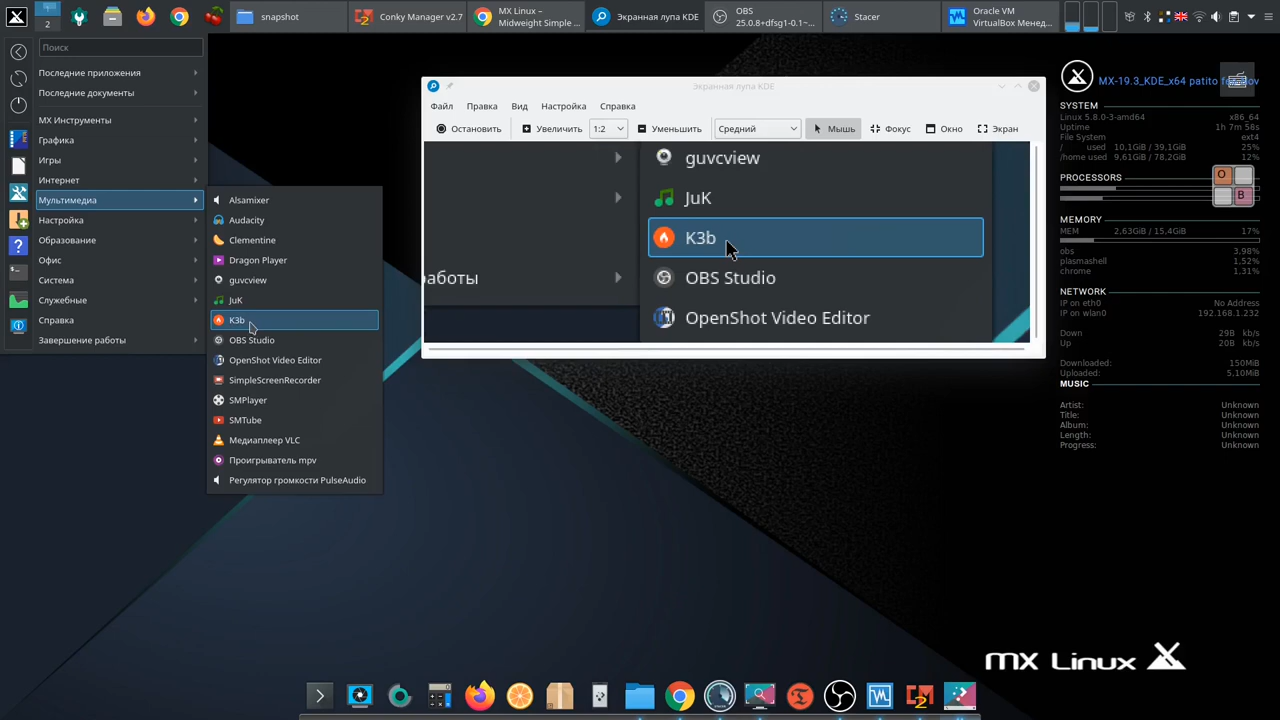 2
snapshot
Conky Manager v2.7
MX Linux –
Midweight Simple ...
Экранная лупа KDE
OBS
25.0.8+dfsg1-0.1~...
Stacer
Oracle VM
VirtualBox Менед...
Поиск
Последние приложения
Последние документы
MX Инструменты
Графика
Игры
Интернет
Мультимедиа
Настройка
Образование
Офис
Система
Служебные
Справка
Завершение работы
Alsamixer
Audacity
Clementine
Dragon Player
guvcview
JuK
K3b
OBS Studio
OpenShot Video Editor
SimpleScreenRecorder
SMPlayer
SMTube
Медиаплеер VLC
Проигрыватель mpv
Регулятор громкости PulseAudio
Экранная лупа KDE
Файл Правка Вид Настройка Справка
Остановить Увеличить 1:2 Уменьшить Средний Мышь Фокус Окно Экран
guvcview
JuK
K3b
аботы OBS Studio
OpenShot Video Editor
MX-19.3_KDE_x64 patito
SYSTEM
Linux 5.8.0-3-amd64 x86_64
Uptime 1h 7m 58s
File System ext4
/ used 10,1GiB / 39,1GiB 25%
/home used 9,61GiB / 78,2GiB 12%
PROCESSORS
O
B
MEMORY
MEM 2,63GiB / 15,4GiB 17%
obs 3,98%
plasmashell 1,52%
chrome 1,31%
NETWORK
IP on eth0 No Address
IP on wlan0 192.168.1.232
Down 29B kb/s
Up 20B kb/s
Downloaded: 150MiB
Uploaded: 5,10MiB
MUSIC
Artist: Unknown
Title: Unknown
Album: Unknown
Length: Unknown
Progress: Unknown
MX Linux